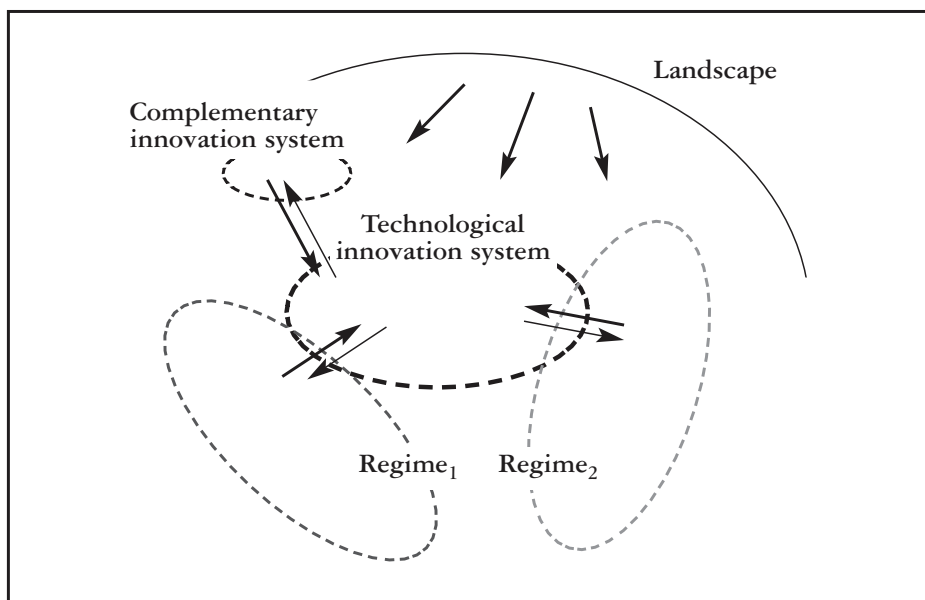 Landscape
Complementary
innovation system
Technological
innovation system
Regime₁
Regime₂